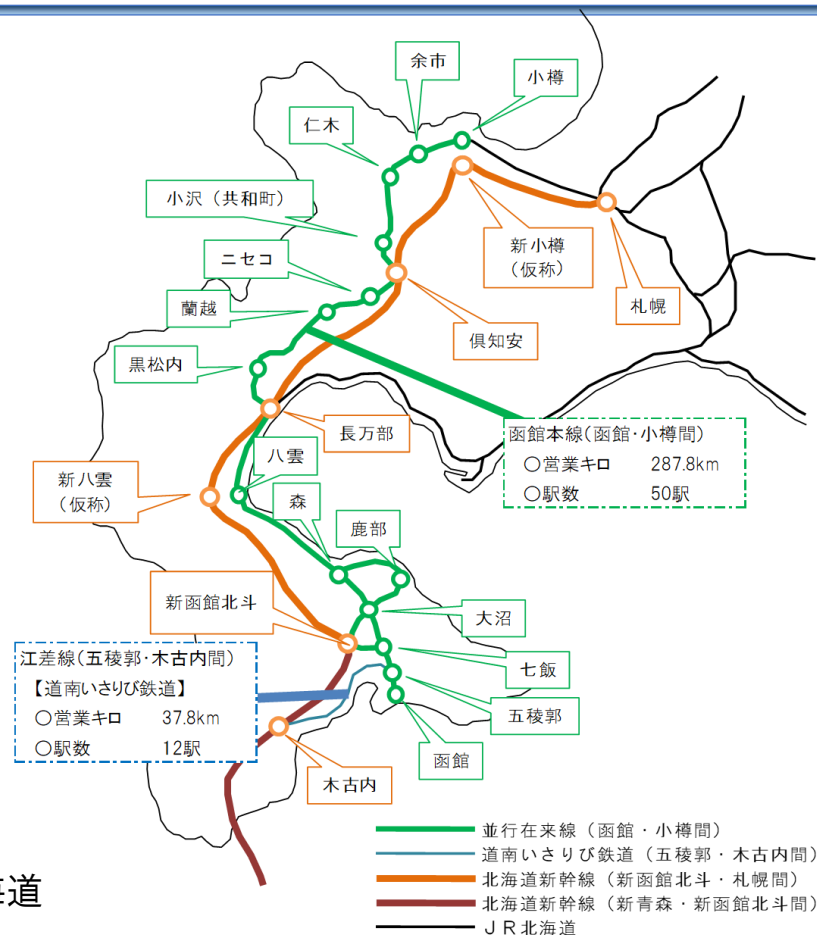 余市
小樽
仁木
小沢（共和町）
ニセコ
新小樽
（仮称）
蘭越
札幌
倶知安
黒松内
長万部
函館本線(函館・小樽間)
○営業キロ 287.8km
○駅数 50駅
八雲
新八雲
（仮称）
森
鹿部
新函館北斗
大沼
江差線(五稜郭・木古内間)
【道南いさりび鉄道】
○営業キロ 37.8km
○駅数 12駅
七飯
五稜郭
函館
木古内
並行在来線（函館・小樽間）
道南いさりび鉄道（五稜郭・木古内間）
北海道新幹線（新函館北斗・札幌間）
北海道新幹線（新青森・新函館北斗間）
ＪＲ北海道
道